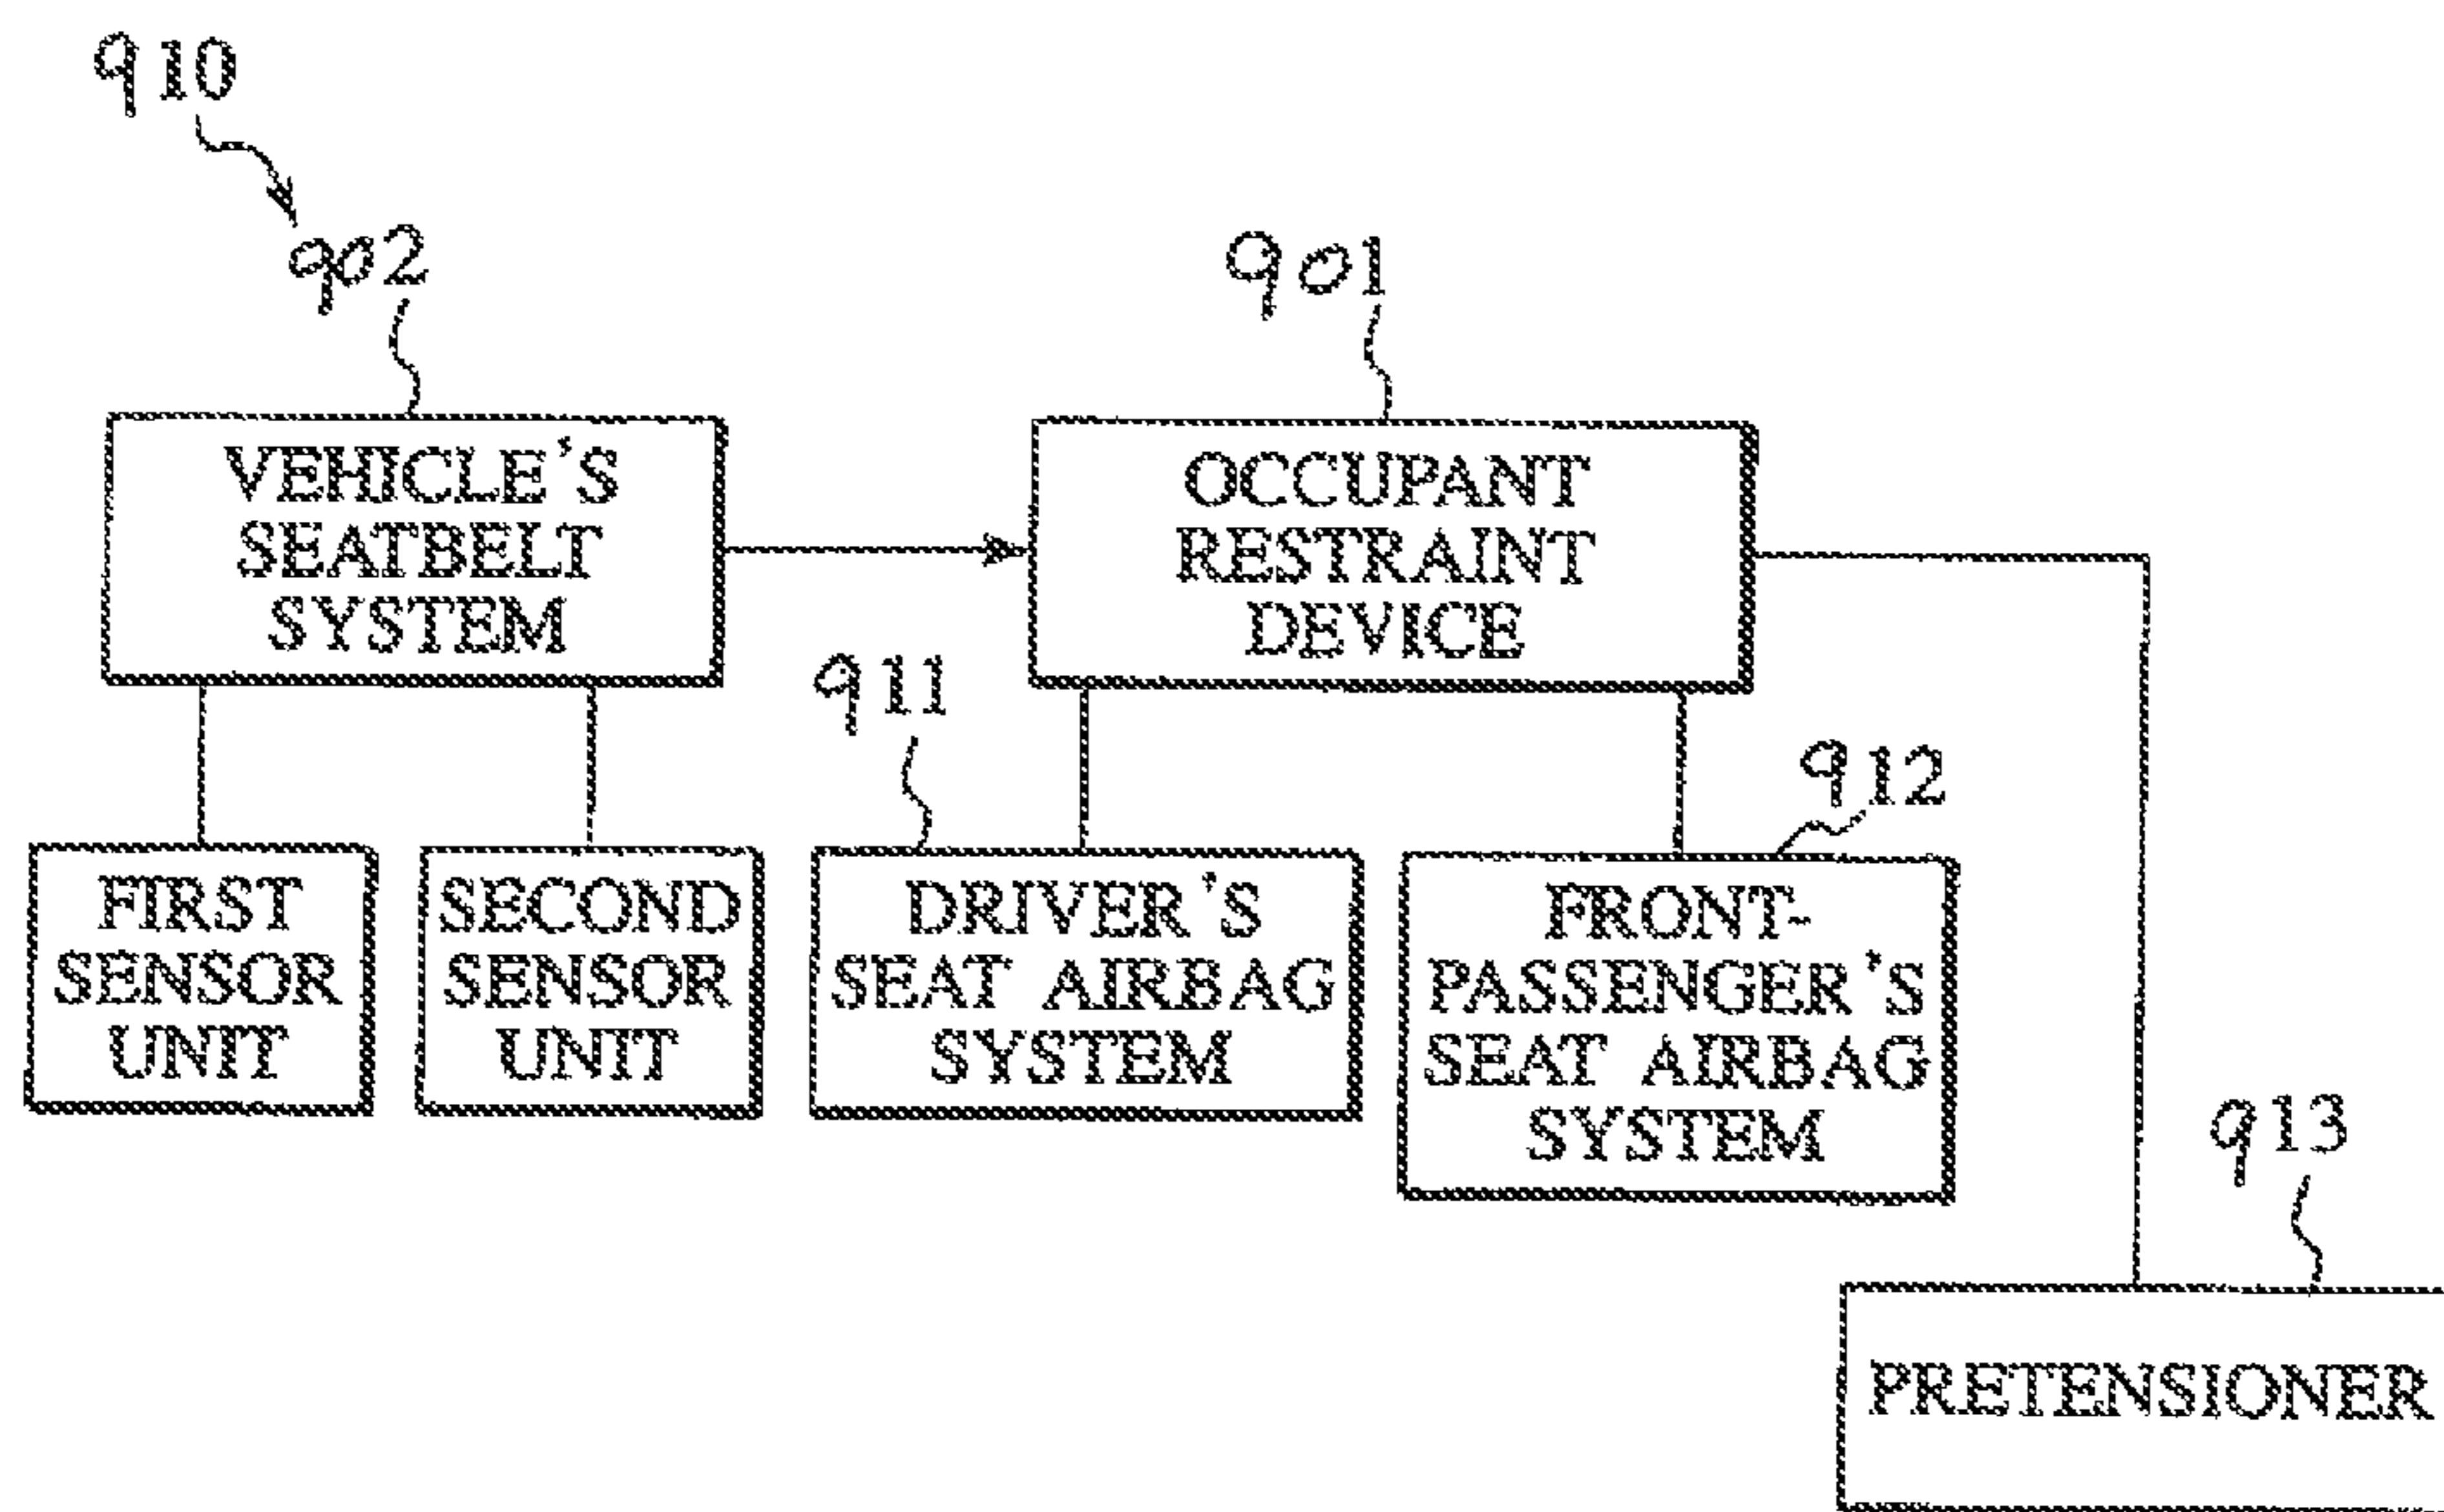 910
902
901
VEHICLE'S
SEATBELT
SYSTEM
OCCUPANT
RESTRAINT
DEVICE
911
912
FIRST
SENSOR
UNIT
SECOND
SENSOR
UNIT
DRIVER'S
SEAT AIRBAG
SYSTEM
FRONT-
PASSENGER'S
SEAT AIRBAG
SYSTEM
913
PRETENSIONER